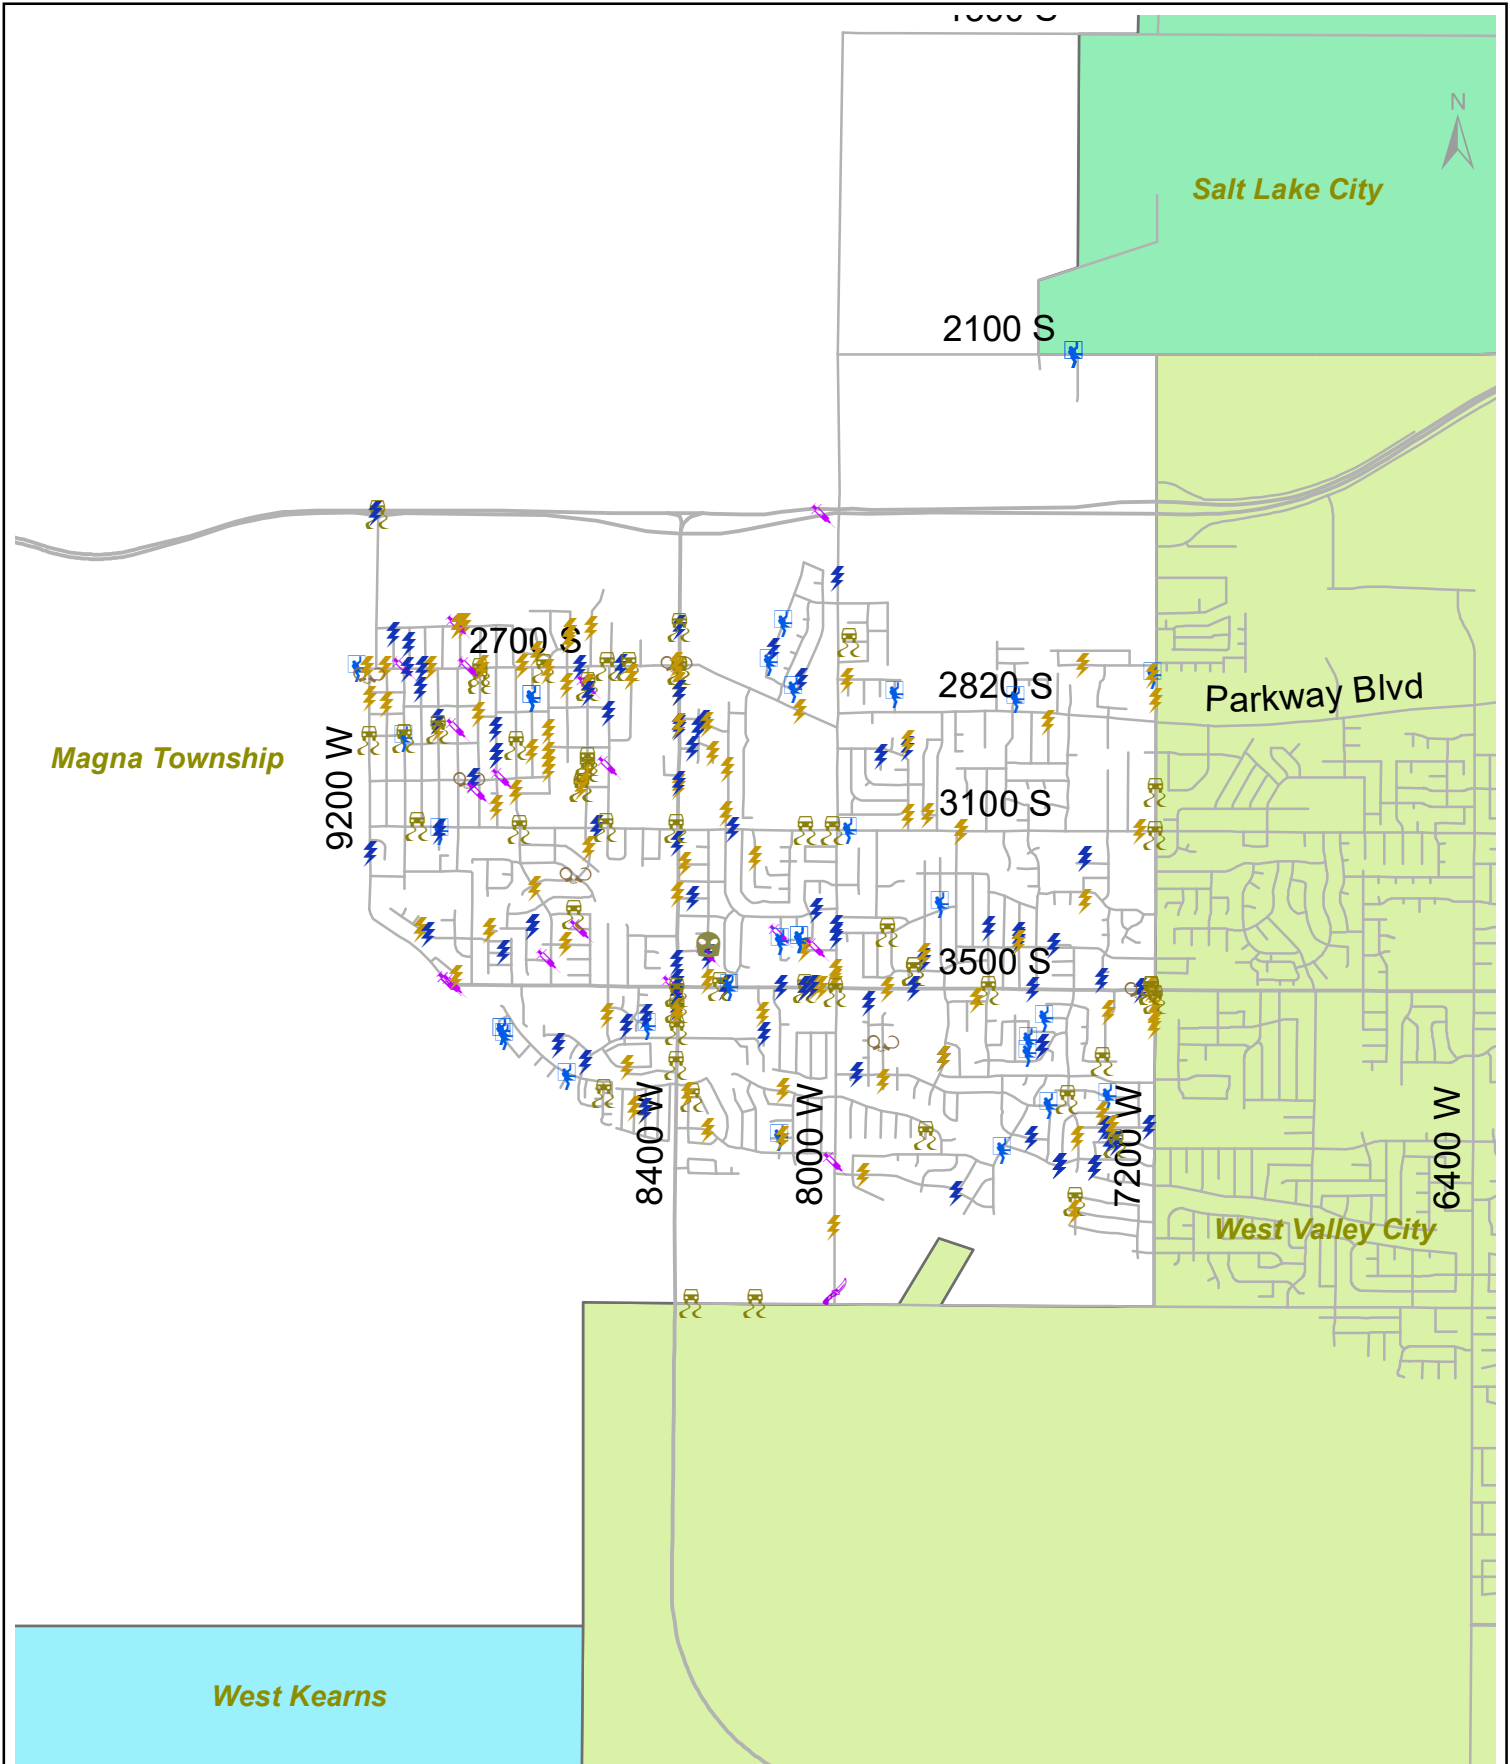 N
Salt Lake City
2100 S
2700 S
2820 S
Parkway Blvd
Magna Township
9200 W
3100 S
3500 S
8400 W
8000 W
7200 W
6400 W
West Valley City
West Kearns